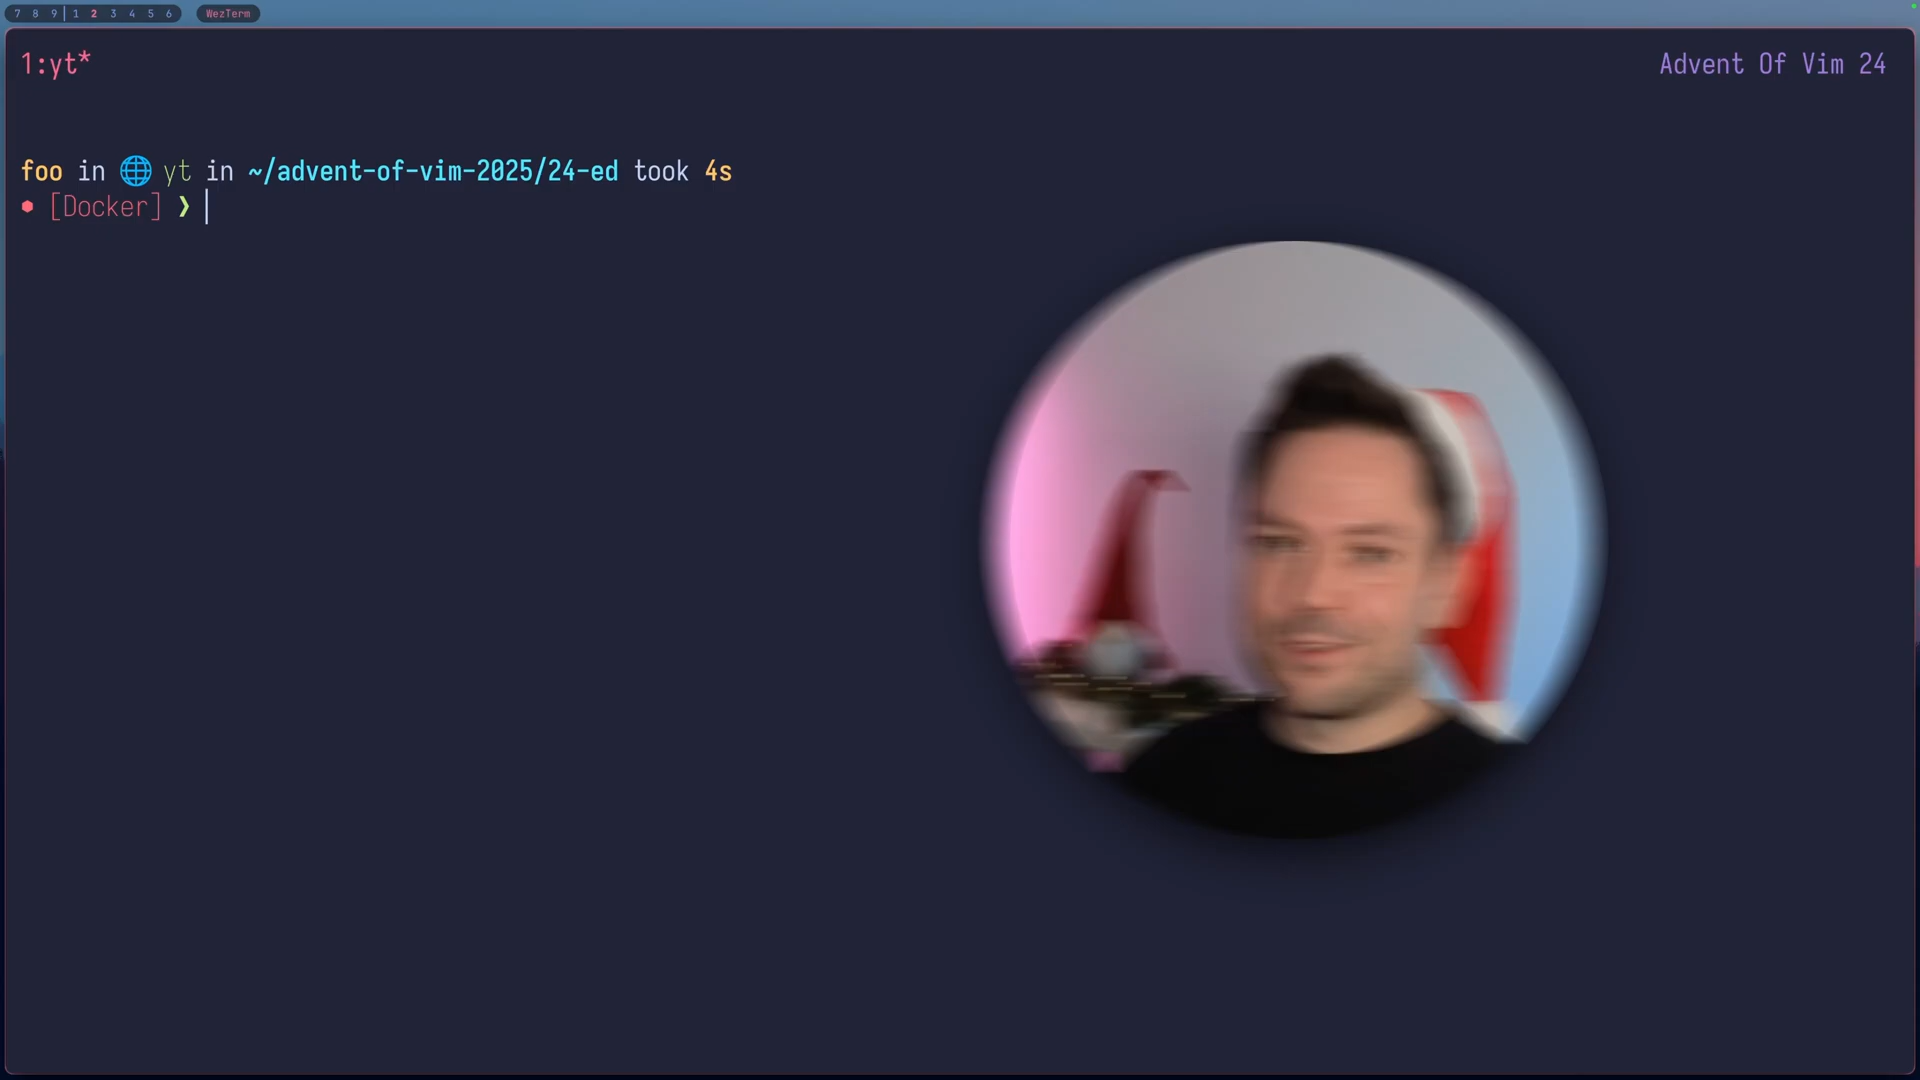 7 8 9 | 1 2 3 4 5 6 WezTerm
1:yt* Advent Of Vim 24
foo in 🌐 yt in ~/advent-of-vim-2025/24-ed took 4s
[Docker] ❯